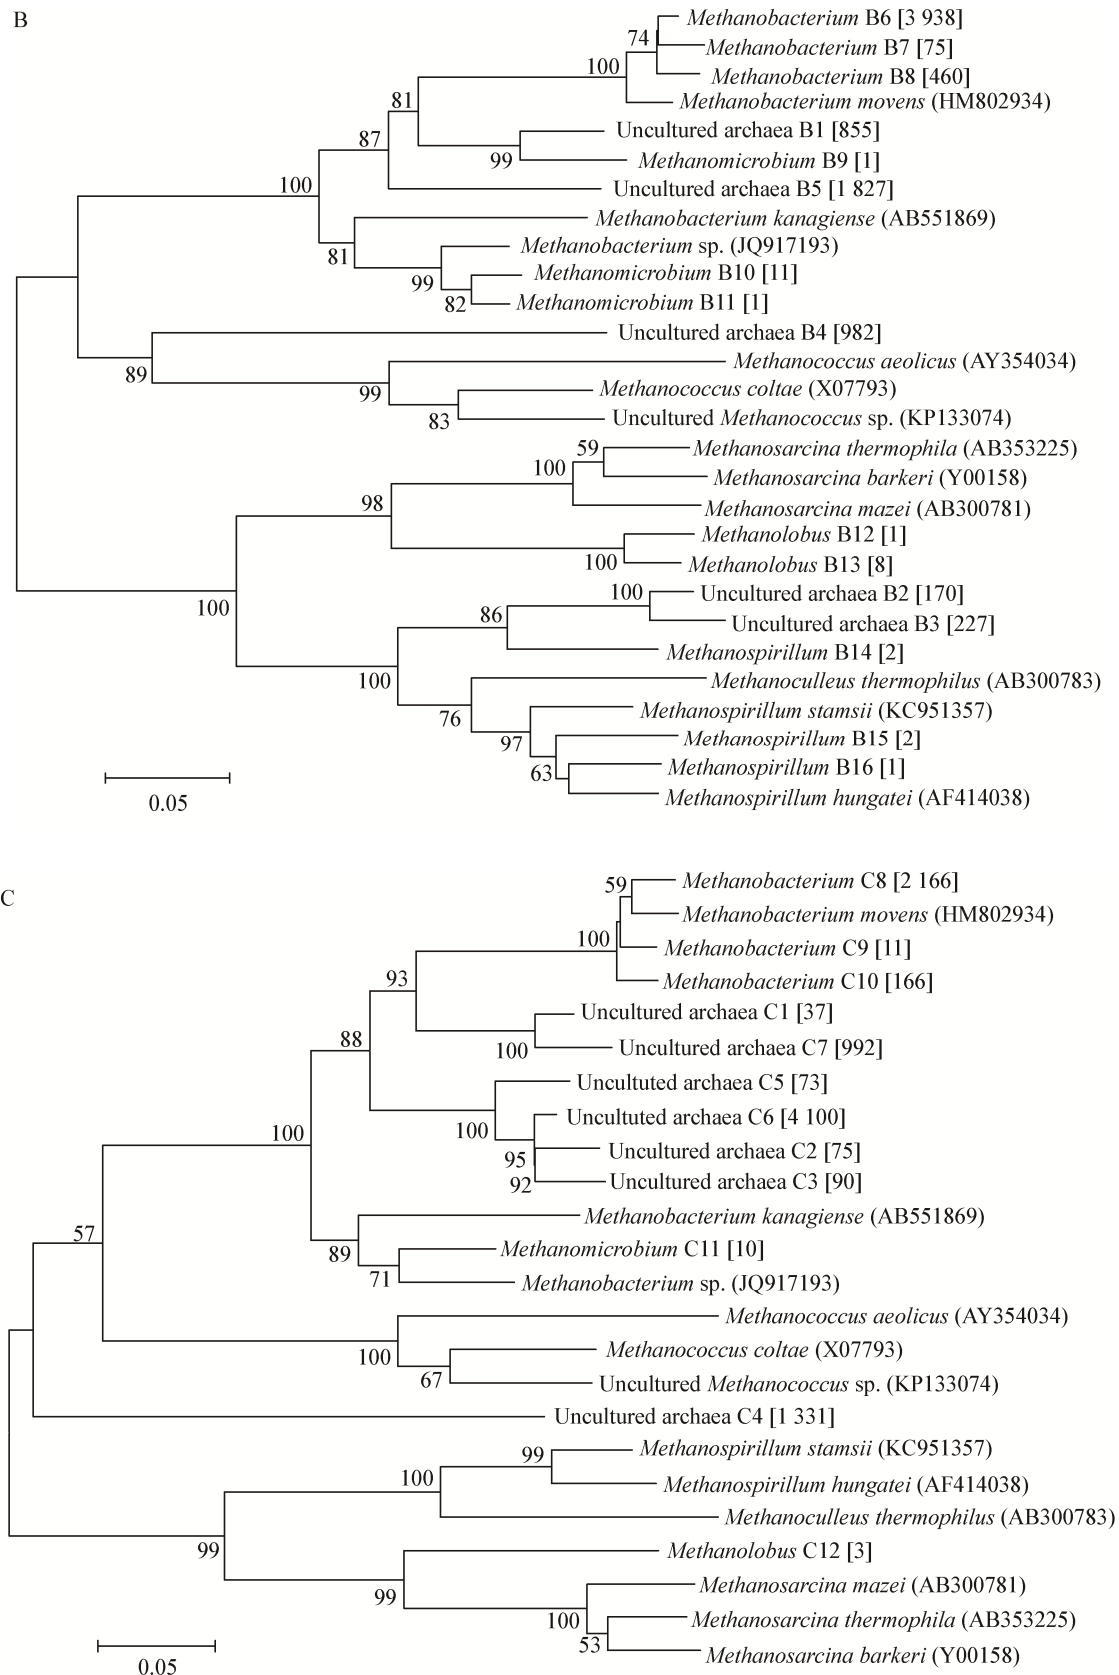 B
Methanobacterium B6 [3 938]
74
Methanobacterium B7 [75]
100
Methanobacterium B8 [460]
81
Methanobacterium movens (HM802934)
Uncultured archaea B1 [855]
87
99
Methanomicrobium B9 [1]
100
Uncultured archaea B5 [1 827]
Methanobacterium kanagiense (AB551869)
81
Methanobacterium sp. (JQ917193)
99
Methanomicrobium B10 [11]
82
Methanomicrobium B11 [1]
Uncultured archaea B4 [982]
89
Methanococcus aeolicus (AY354034)
99
Methanococcus coltae (X07793)
83
Uncultured Methanococcus sp. (KP133074)
59
Methanosarcina thermophila (AB353225)
100
Methanosarcina barkeri (Y00158)
98
Methanosarcina mazei (AB300781)
Methanolobus B12 [1]
100
Methanolobus B13 [8]
100
Uncultured archaea B2 [170]
100
86
Uncultured archaea B3 [227]
Methanospirillum B14 [2]
100
Methanoculleus thermophilus (AB300783)
76
Methanospirillum stamsii (KC951357)
97
Methanospirillum B15 [2]
63
Methanospirillum B16 [1]
Methanospirillum hungatei (AF414038)
0.05
C
59
Methanobacterium C8 [2 166]
Methanobacterium movens (HM802934)
100
Methanobacterium C9 [11]
93
Methanobacterium C10 [166]
Uncultured archaea C1 [37]
88
100
Uncultured archaea C7 [992]
Uncultuted archaea C5 [73]
100
Uncultuted archaea C6 [4 100]
100
95
Uncultured archaea C2 [75]
92
Uncultured archaea C3 [90]
57
Methanobacterium kanagiense (AB551869)
89
Methanomicrobium C11 [10]
71
Methanobacterium sp. (JQ917193)
Methanococcus aeolicus (AY354034)
100
Methanococcus coltae (X07793)
67
Uncultured Methanococcus sp. (KP133074)
Uncultured archaea C4 [1 331]
99
Methanospirillum stamsii (KC951357)
100
Methanospirillum hungatei (AF414038)
Methanoculleus thermophilus (AB300783)
99
Methanolobus C12 [3]
99
Methanosarcina mazei (AB300781)
100
Methanosarcina thermophila (AB353225)
53
Methanosarcina barkeri (Y00158)
0.05